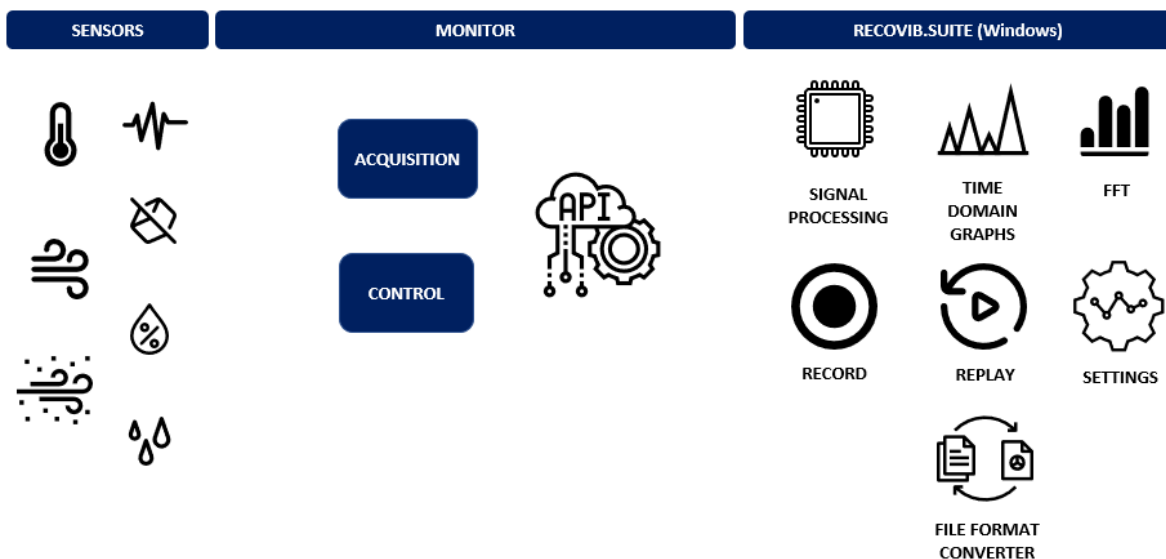 SENSORS
MONITOR
RECOVIB.SUITE (Windows)
ACQUISITION
CONTROL
API
%
SIGNAL
PROCESSING
TIME
DOMAIN
GRAPHS
FFT
RECORD
REPLAY
SETTINGS
FILE FORMAT
CONVERTER